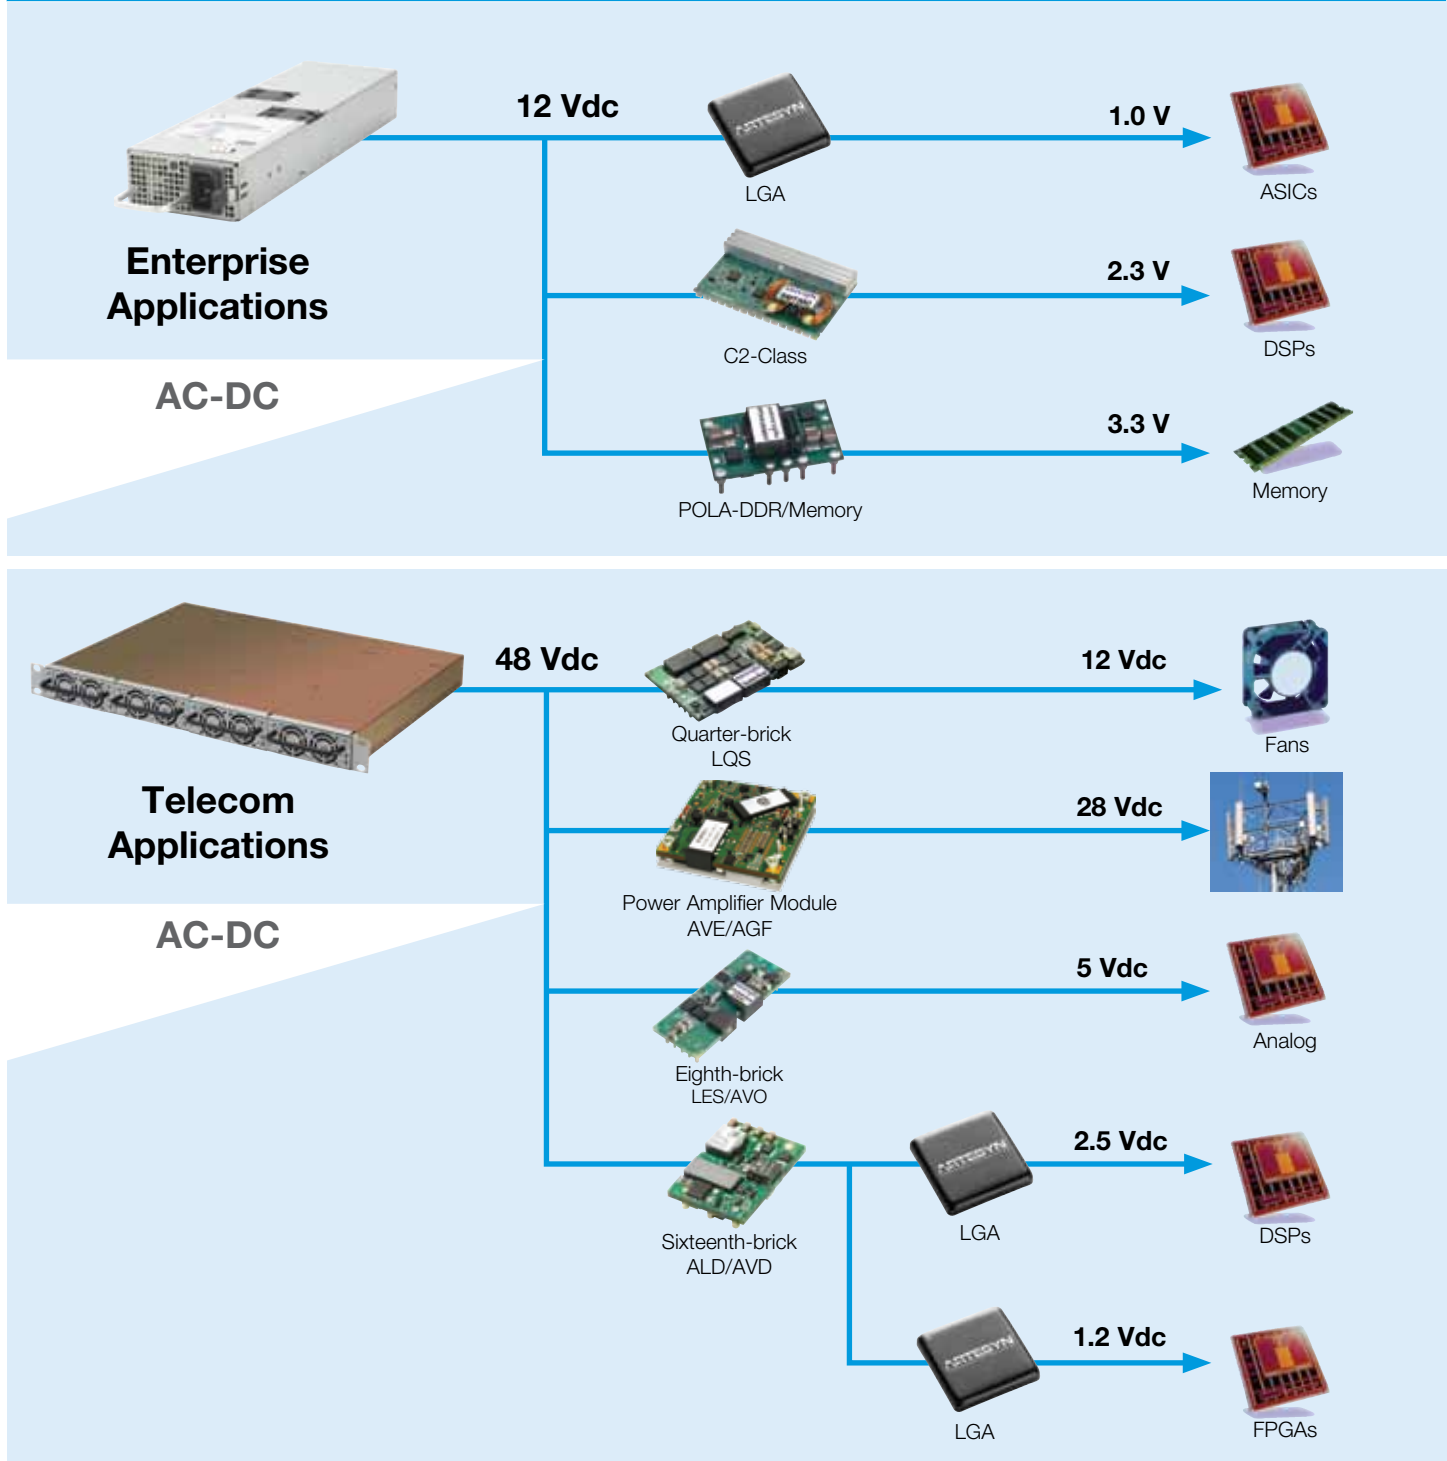 12 Vdc
ARTESYN
LGA
1.0 V
ASICs
Enterprise
Applications
C2-Class
2.3 V
DSPs
AC-DC
POLA-DDR/Memory
3.3 V
Memory
48 Vdc
Quarter-brick
LQS
12 Vdc
Fans
Telecom
Applications
Power Amplifier Module
AVE/AGF
28 Vdc
AC-DC
Eighth-brick
LES/AVO
5 Vdc
Analog
Sixteenth-brick
ALD/AVD
ARTESYN
LGA
2.5 Vdc
DSPs
ARTESYN
LGA
1.2 Vdc
FPGAs